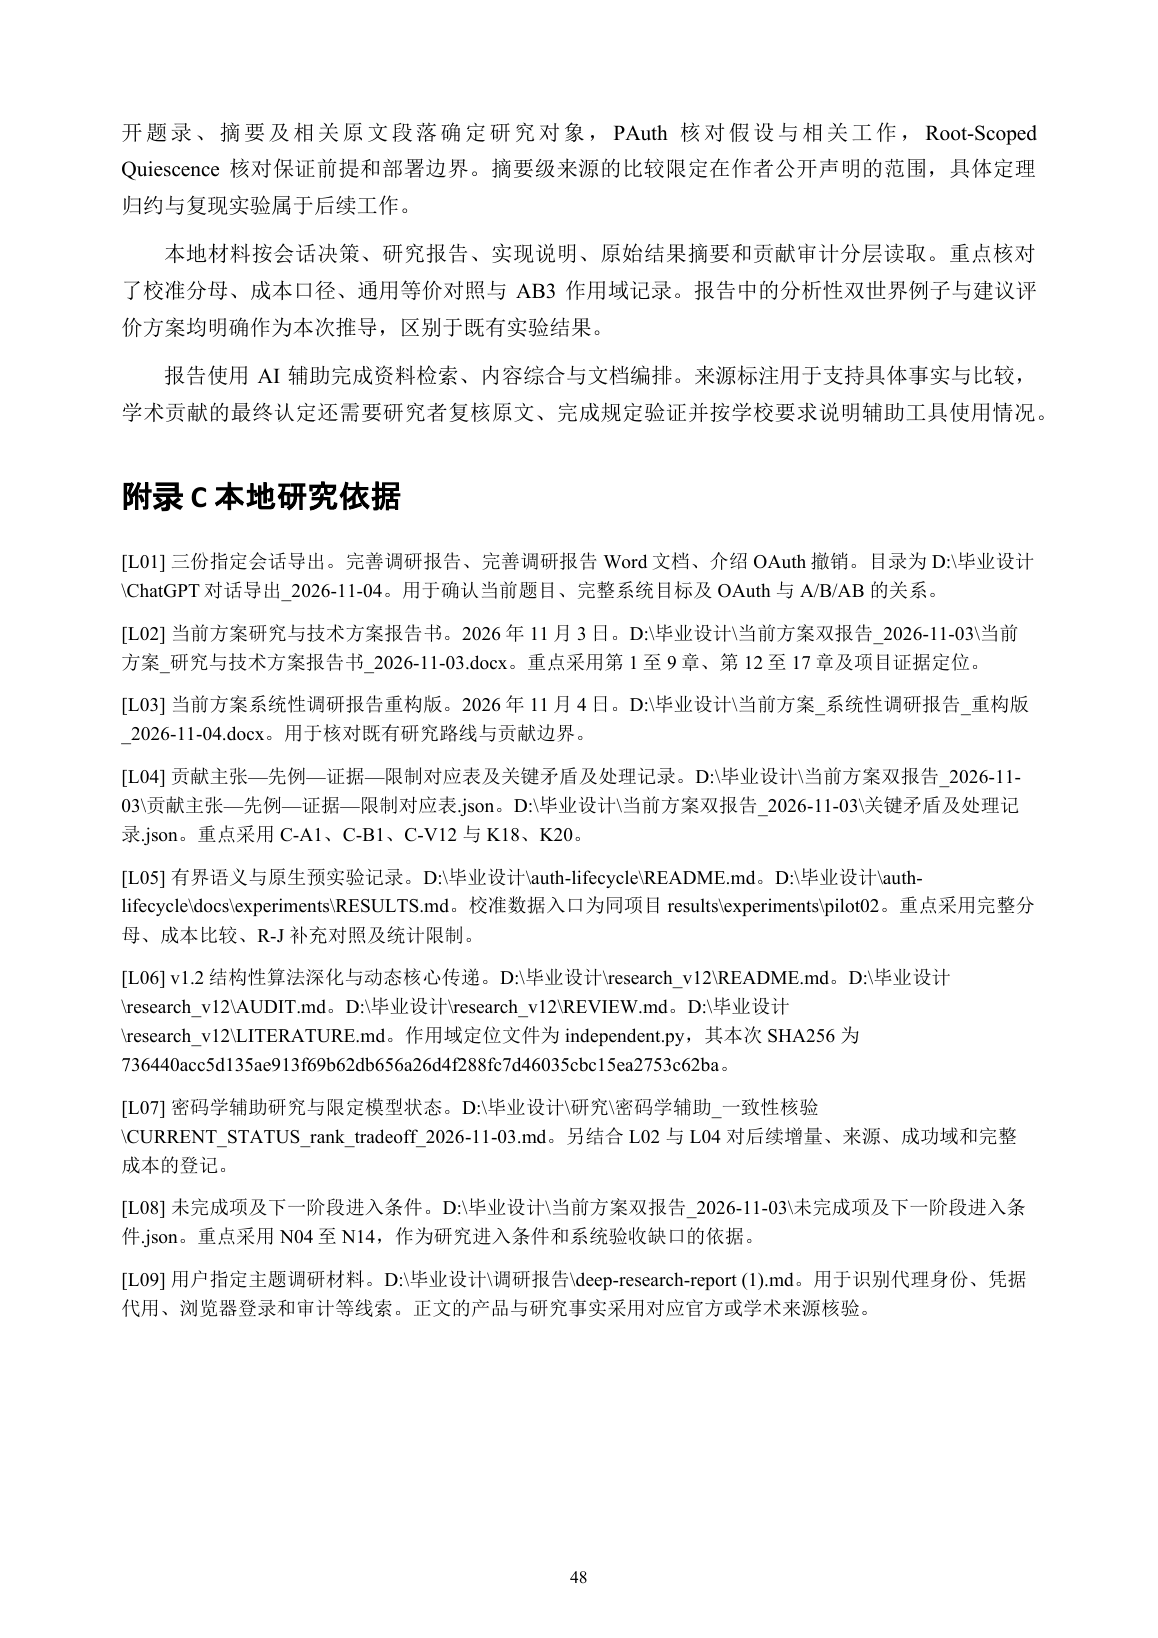 开题录、摘要及相关原文段落确定研究对象，PAuth 核对假设与相关工作，Root-Scoped
Quiescence 核对保证前提和部署边界。摘要级来源的比较限定在作者公开声明的范围，具体定理
归约与复现实验属于后续工作。
本地材料按会话决策、研究报告、实现说明、原始结果摘要和贡献审计分层读取。重点核对
了校准分母、成本口径、通用等价对照与 AB3 作用域记录。报告中的分析性双世界例子与建议评
价方案均明确作为本次推导，区别于既有实验结果。
报告使用 AI 辅助完成资料检索、内容综合与文档编排。来源标注用于支持具体事实与比较，
学术贡献的最终认定还需要研究者复核原文、完成规定验证并按学校要求说明辅助工具使用情况。
附录 C 本地研究依据
[L01] 三份指定会话导出。完善调研报告、完善调研报告 Word 文档、介绍 OAuth 撤销。目录为 D:\毕业设计
\ChatGPT 对话导出_2026-11-04。用于确认当前题目、完整系统目标及 OAuth 与 A/B/AB 的关系。
[L02] 当前方案研究与技术方案报告书。2026 年 11 月 3 日。D:\毕业设计\当前方案双报告_2026-11-03\当前
方案_研究与技术方案报告书_2026-11-03.docx。重点采用第 1 至 9 章、第 12 至 17 章及项目证据定位。
[L03] 当前方案系统性调研报告重构版。2026 年 11 月 4 日。D:\毕业设计\当前方案_系统性调研报告_重构版
_2026-11-04.docx。用于核对既有研究路线与贡献边界。
[L04] 贡献主张—先例—证据—限制对应表及关键矛盾及处理记录。D:\毕业设计\当前方案双报告_2026-11-
03\贡献主张—先例—证据—限制对应表.json。D:\毕业设计\当前方案双报告_2026-11-03\关键矛盾及处理记
录.json。重点采用 C-A1、C-B1、C-V12 与 K18、K20。
[L05] 有界语义与原生预实验记录。D:\毕业设计\auth-lifecycle\README.md。D:\毕业设计\auth-
lifecycle\docs\experiments\RESULTS.md。校准数据入口为同项目 results\experiments\pilot02。重点采用完整分
母、成本比较、R-J 补充对照及统计限制。
[L06] v1.2 结构性算法深化与动态核心传递。D:\毕业设计\research_v12\README.md。D:\毕业设计
\research_v12\AUDIT.md。D:\毕业设计\research_v12\REVIEW.md。D:\毕业设计
\research_v12\LITERATURE.md。作用域定位文件为 independent.py，其本次 SHA256 为
736440acc5d135ae913f69b62db656a26d4f288fc7d46035cbc15ea2753c62ba。
[L07] 密码学辅助研究与限定模型状态。D:\毕业设计\研究\密码学辅助_一致性核验
\CURRENT_STATUS_rank_tradeoff_2026-11-03.md。另结合 L02 与 L04 对后续增量、来源、成功域和完整
成本的登记。
[L08] 未完成项及下一阶段进入条件。D:\毕业设计\当前方案双报告_2026-11-03\未完成项及下一阶段进入条
件.json。重点采用 N04 至 N14，作为研究进入条件和系统验收缺口的依据。
[L09] 用户指定主题调研材料。D:\毕业设计\调研报告\deep-research-report (1).md。用于识别代理身份、凭据
代用、浏览器登录和审计等线索。正文的产品与研究事实采用对应官方或学术来源核验。
48